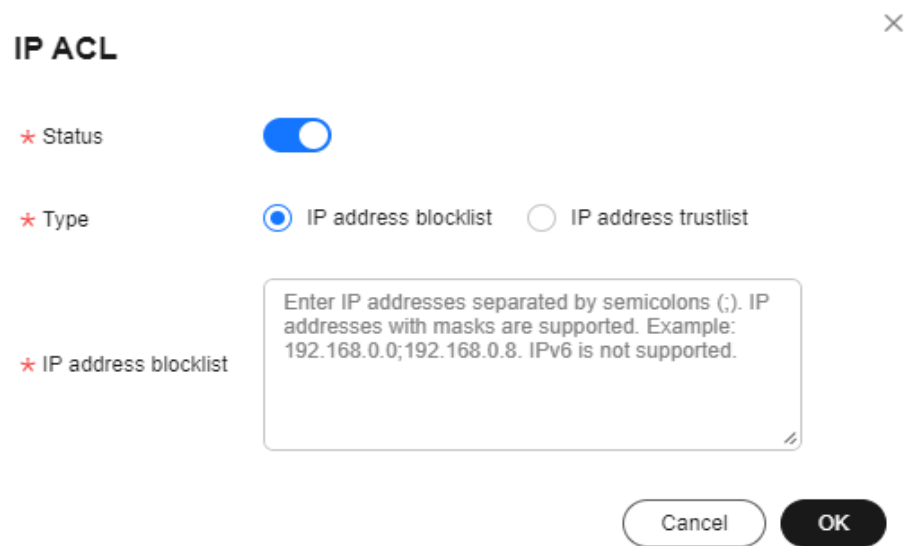 IP ACL
* Status
* Type
IP address blocklist
IP address trustlist
* IP address blocklist
Enter IP addresses separated by semicolons (;). IP
addresses with masks are supported. Example:
192.168.0.0;192.168.0.8. IPv6 is not supported.
Cancel
OK